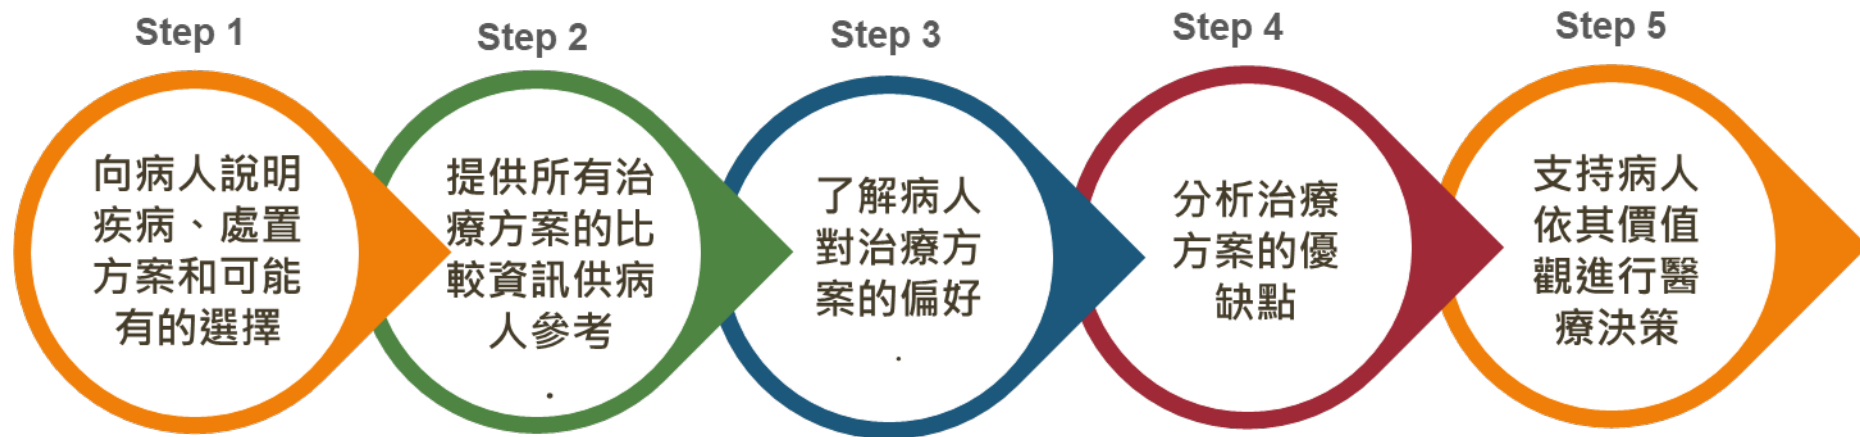 Step 1
向病人說明
疾病、處置
方案和可能
有的選擇
Step 2
提供所有治
療方案的比
較資訊供病
人參考
.
Step 3
了解病人
對治療方
案的偏好
.
Step 4
分析治療
方案的優
缺點
Step 5
支持病人
依其價值
觀進行醫
療決策